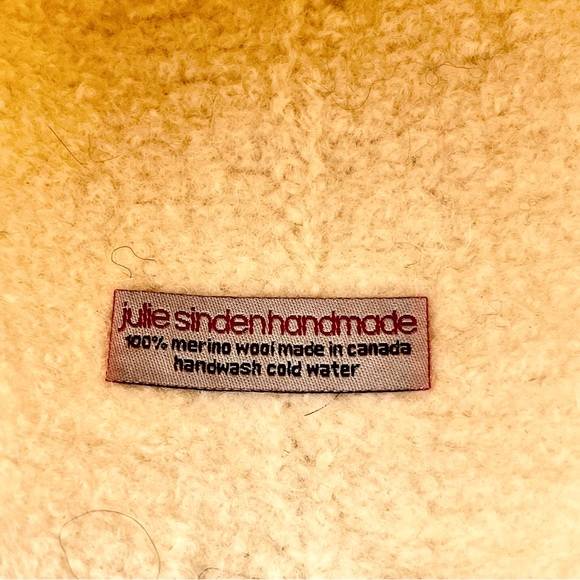 julie sindenhandmade
100% merino wool made in canada
handwash cold water